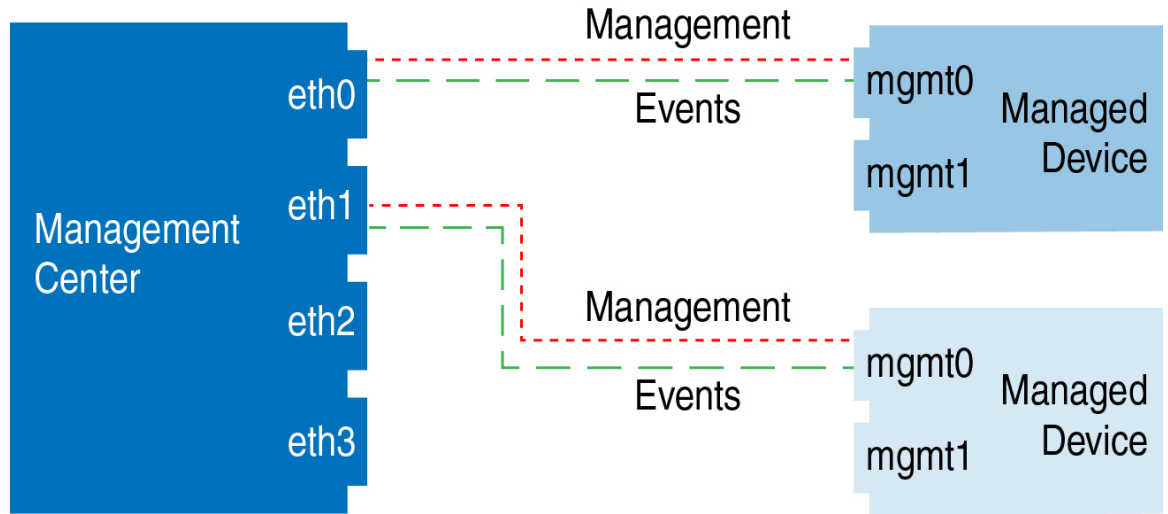 Management
Center
eth0
eth1
eth2
eth3
Management
Events
mgmt0
mgmt1
Managed
Device
Management
Events
mgmt0
mgmt1
Managed
Device